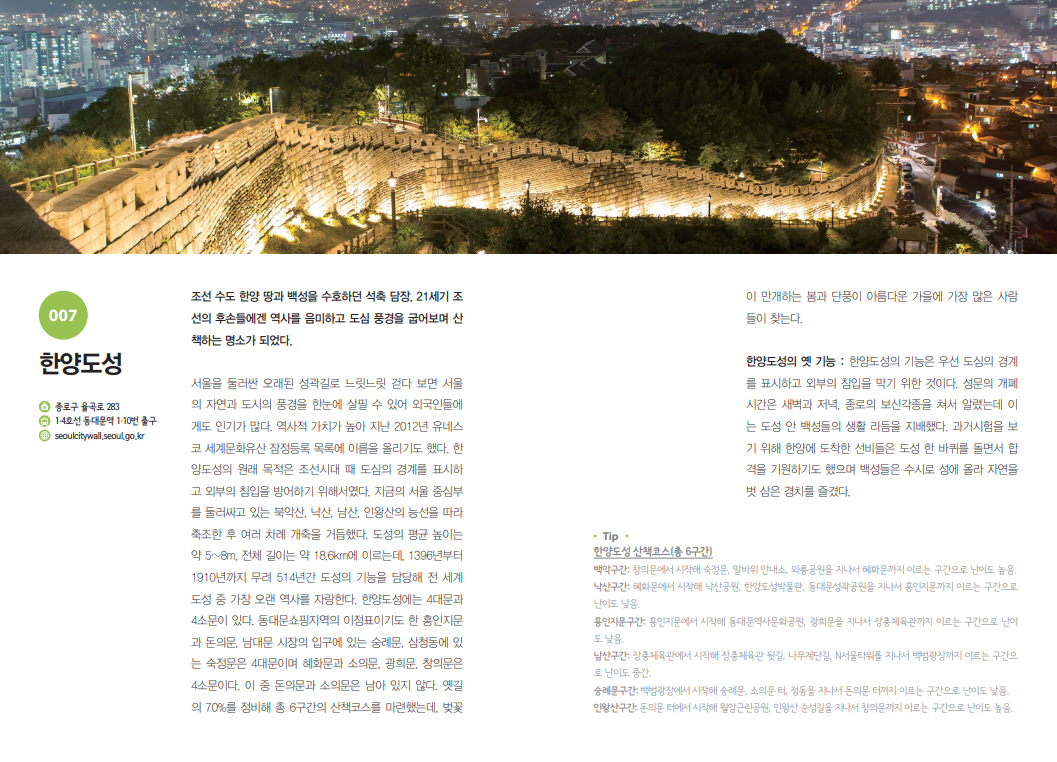 007
한양도성
종로구 율곡로 283
1·4호선 동대문역 1·10번 출구
seoulcitywall.seoul.go.kr
조선 수도 한양 땅과 백성을 수호하던 석축 담장. 21세기 조
선의 후손들에겐 역사를 음미하고 도심 풍경을 굽어보며 산
책하는 명소가 되었다.
서울을 둘러싼 오래된 성곽길로 느릿느릿 걷다 보면 서울
의 자연과 도시의 풍경을 한눈에 살필 수 있어 외국인들에
게도 인기가 많다. 역사적 가치가 높아 지난 2012년 유네스
코 세계문화유산 잠정등록 목록에 이름을 올리기도 했다. 한
양도성의 원래 목적은 조선시대 때 도심의 경계를 표시하
고 외부의 침입을 방어하기 위해서였다. 지금의 서울 중심부
를 둘러싸고 있는 북악산, 낙산, 남산, 인왕산의 능선을 따라
축조한 후 여러 차례 개축을 거듭했다. 도성의 평균 높이는
약 5~8m, 전체 길이는 약 18.6km에 이르는데, 1396년부터
1910년까지 무려 514년간 도성의 기능을 담당해 전 세계
도성 중 가장 오랜 역사를 자랑한다. 한양도성에는 4대문과
4소문이 있다. 동대문쇼핑지역의 이정표이기도 한 흥인지문
과 돈의문, 남대문 시장의 입구에 있는 숭례문, 삼청동에 있
는 숙정문은 4대문이며 혜화문과 소의문, 광희문, 창의문은
4소문이다. 이 중 돈의문과 소의문은 남아 있지 않다. 옛길
의 70%를 정비해 총 6구간의 산책코스를 마련했는데, 벚꽃
이 만개하는 봄과 단풍이 아름다운 가을에 가장 많은 사람
들이 찾는다.
한양도성의 옛 기능 : 한양도성의 기능은 우선 도심의 경계
를 표시하고 외부의 침입을 막기 위한 것이다. 성문의 개폐
시간은 새벽과 저녁, 종로의 보신각종을 쳐서 알렸는데 이
는 도성 안 백성들의 생활 리듬을 지배했다. 과거시험을 보
기 위해 한양에 도착한 선비들은 도성 한 바퀴를 돌면서 합
격을 기원하기도 했으며 백성들은 수시로 성에 올라 자연을
벗 삼은 경치를 즐겼다.
• Tip •
한양도성 산책코스(총 6구간)
백악구간: 창의문에서 시작해 숙정문, 말바위 안내소, 와룡공원을 지나서 혜화문까지 이르는 구간으로 난이도 높음.
낙산구간: 혜화문에서 시작해 낙산공원, 한양도성박물관, 동대문성곽공원을 지나서 흥인지문까지 이르는 구간으로
난이도 낮음.
흥인지문구간: 흥인지문에서 시작해 동대문역사문화공원, 광희문을 지나서 장충체육관까지 이르는 구간으로 난이
도 낮음.
남산구간: 장충체육관에서 시작해 장충체육관 뒷길, 나무계단길, N서울타워를 지나서 백범광장까지 이르는 구간으
로 난이도 중간.
숭례문구간: 백범광장에서 시작해 숭례문, 소의문 터, 정동을 지나서 돈의문 터까지 이르는 구간으로 난이도 낮음.
인왕산구간: 돈의문 터에서 시작해 월암근린공원, 인왕산 순성길을 지나서 창의문까지 이르는 구간으로 난이도 높음.